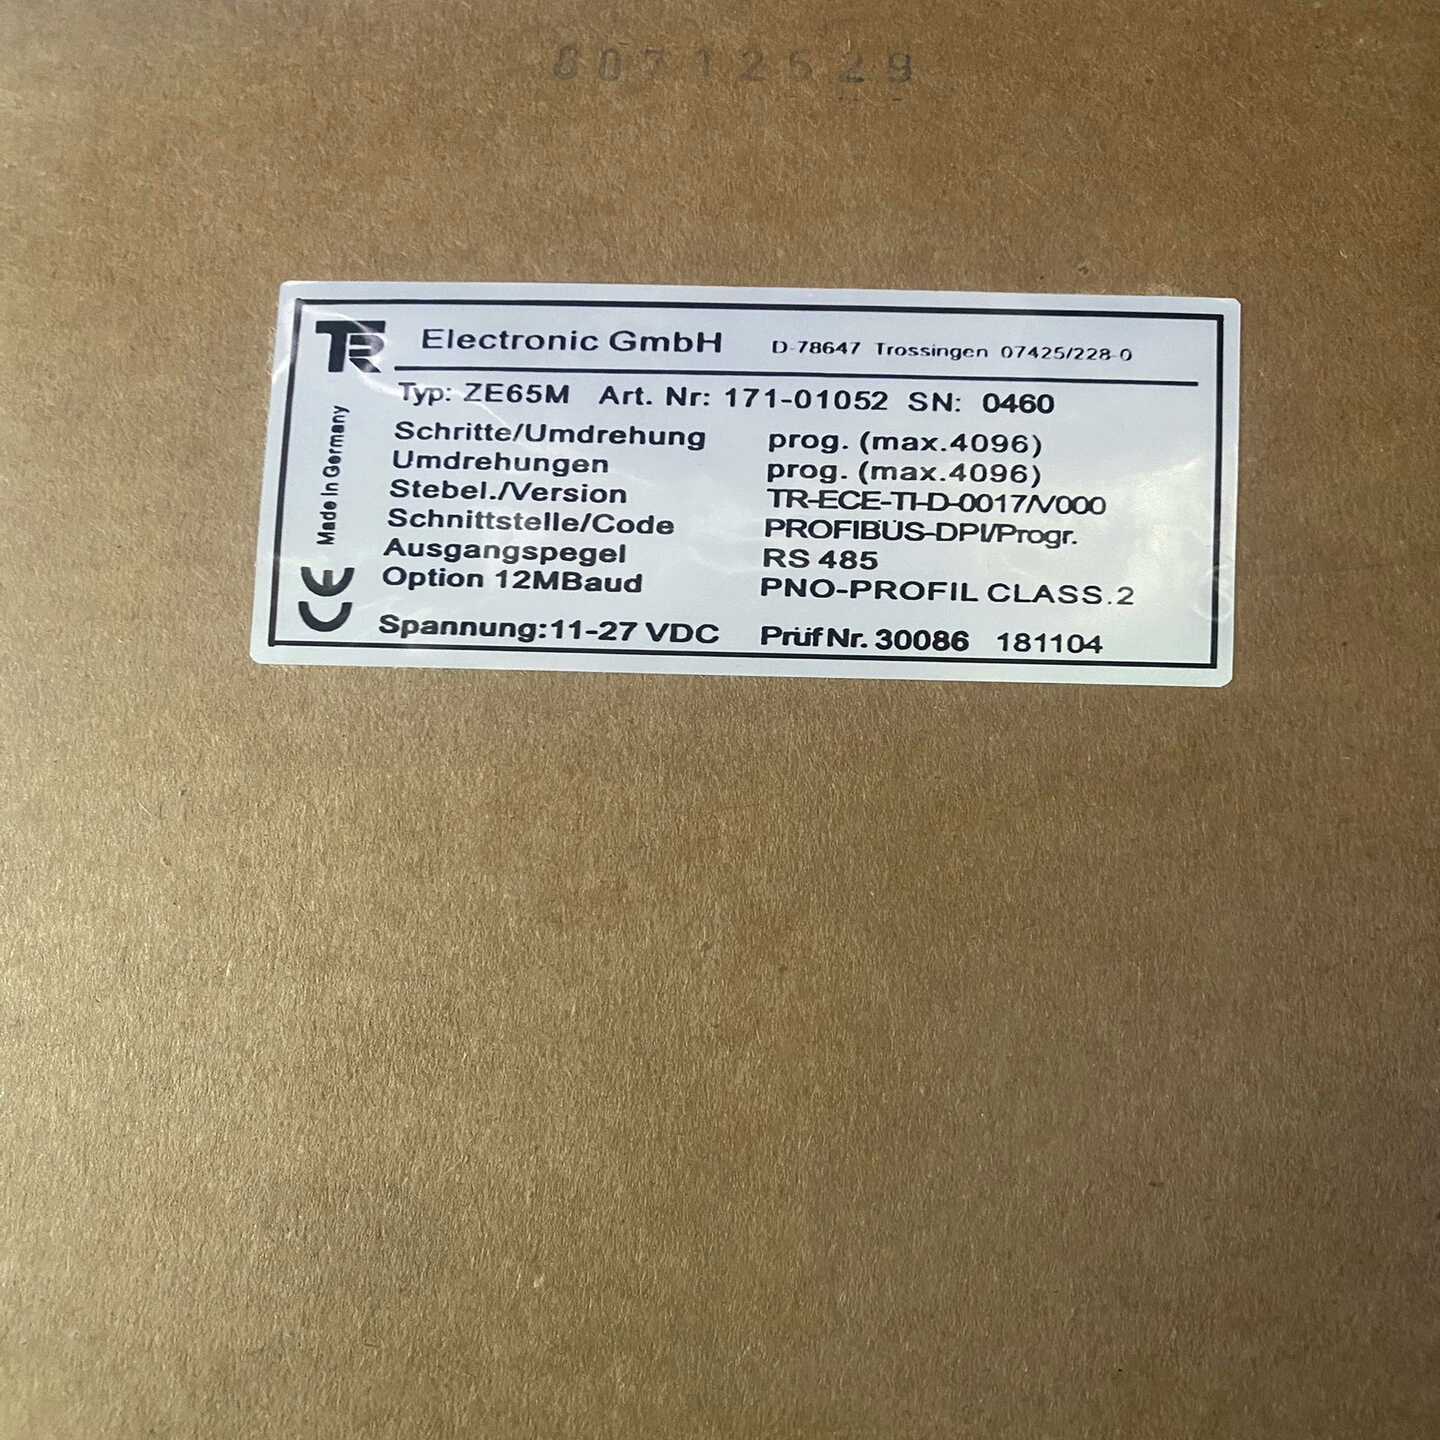 80712629
TR Electronic GmbH D-78647 Trossingen 07425/228-0
Typ: ZE65M Art. Nr: 171-01052 SN: 0460
Schritte/Umdrehung prog. (max.4096)
Umdrehungen prog. (max.4096)
Stebel./Version TR-ECE-TI-D-0017/V000
Schnittstelle/Code PROFIBUS-DP/Progr.
Ausgangspegel RS 485
Option 12MBaud PNO-PROFIL CLASS.2
Spannung:11-27 VDC Prüf Nr. 30086 181104
Made In Germany
CE